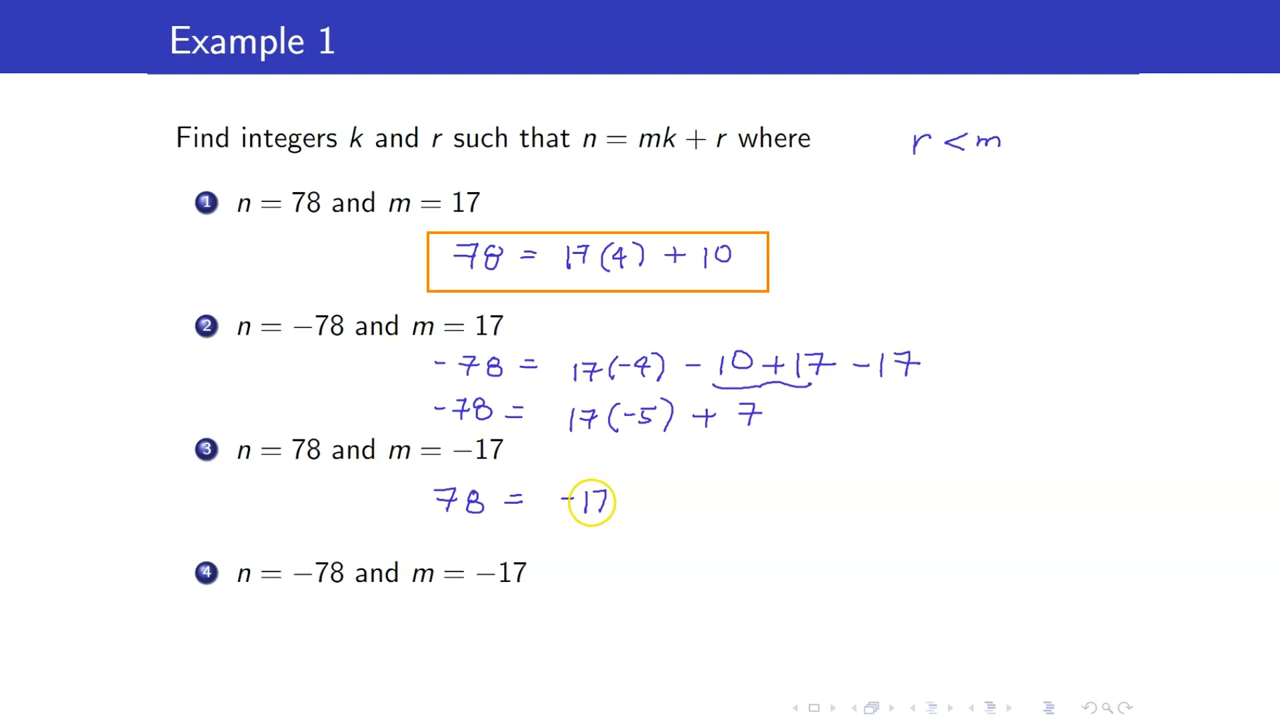 Example 1
Find integers k and r such that n = mk + r where r < m
1 n = 78 and m = 17
78 = 17(4) + 10
2 n = −78 and m = 17
-78 = 17(-4) - 10 + 17 - 17
-78 = 17(-5) + 7
3 n = 78 and m = −17
78 = -17
4 n = −78 and m = −17